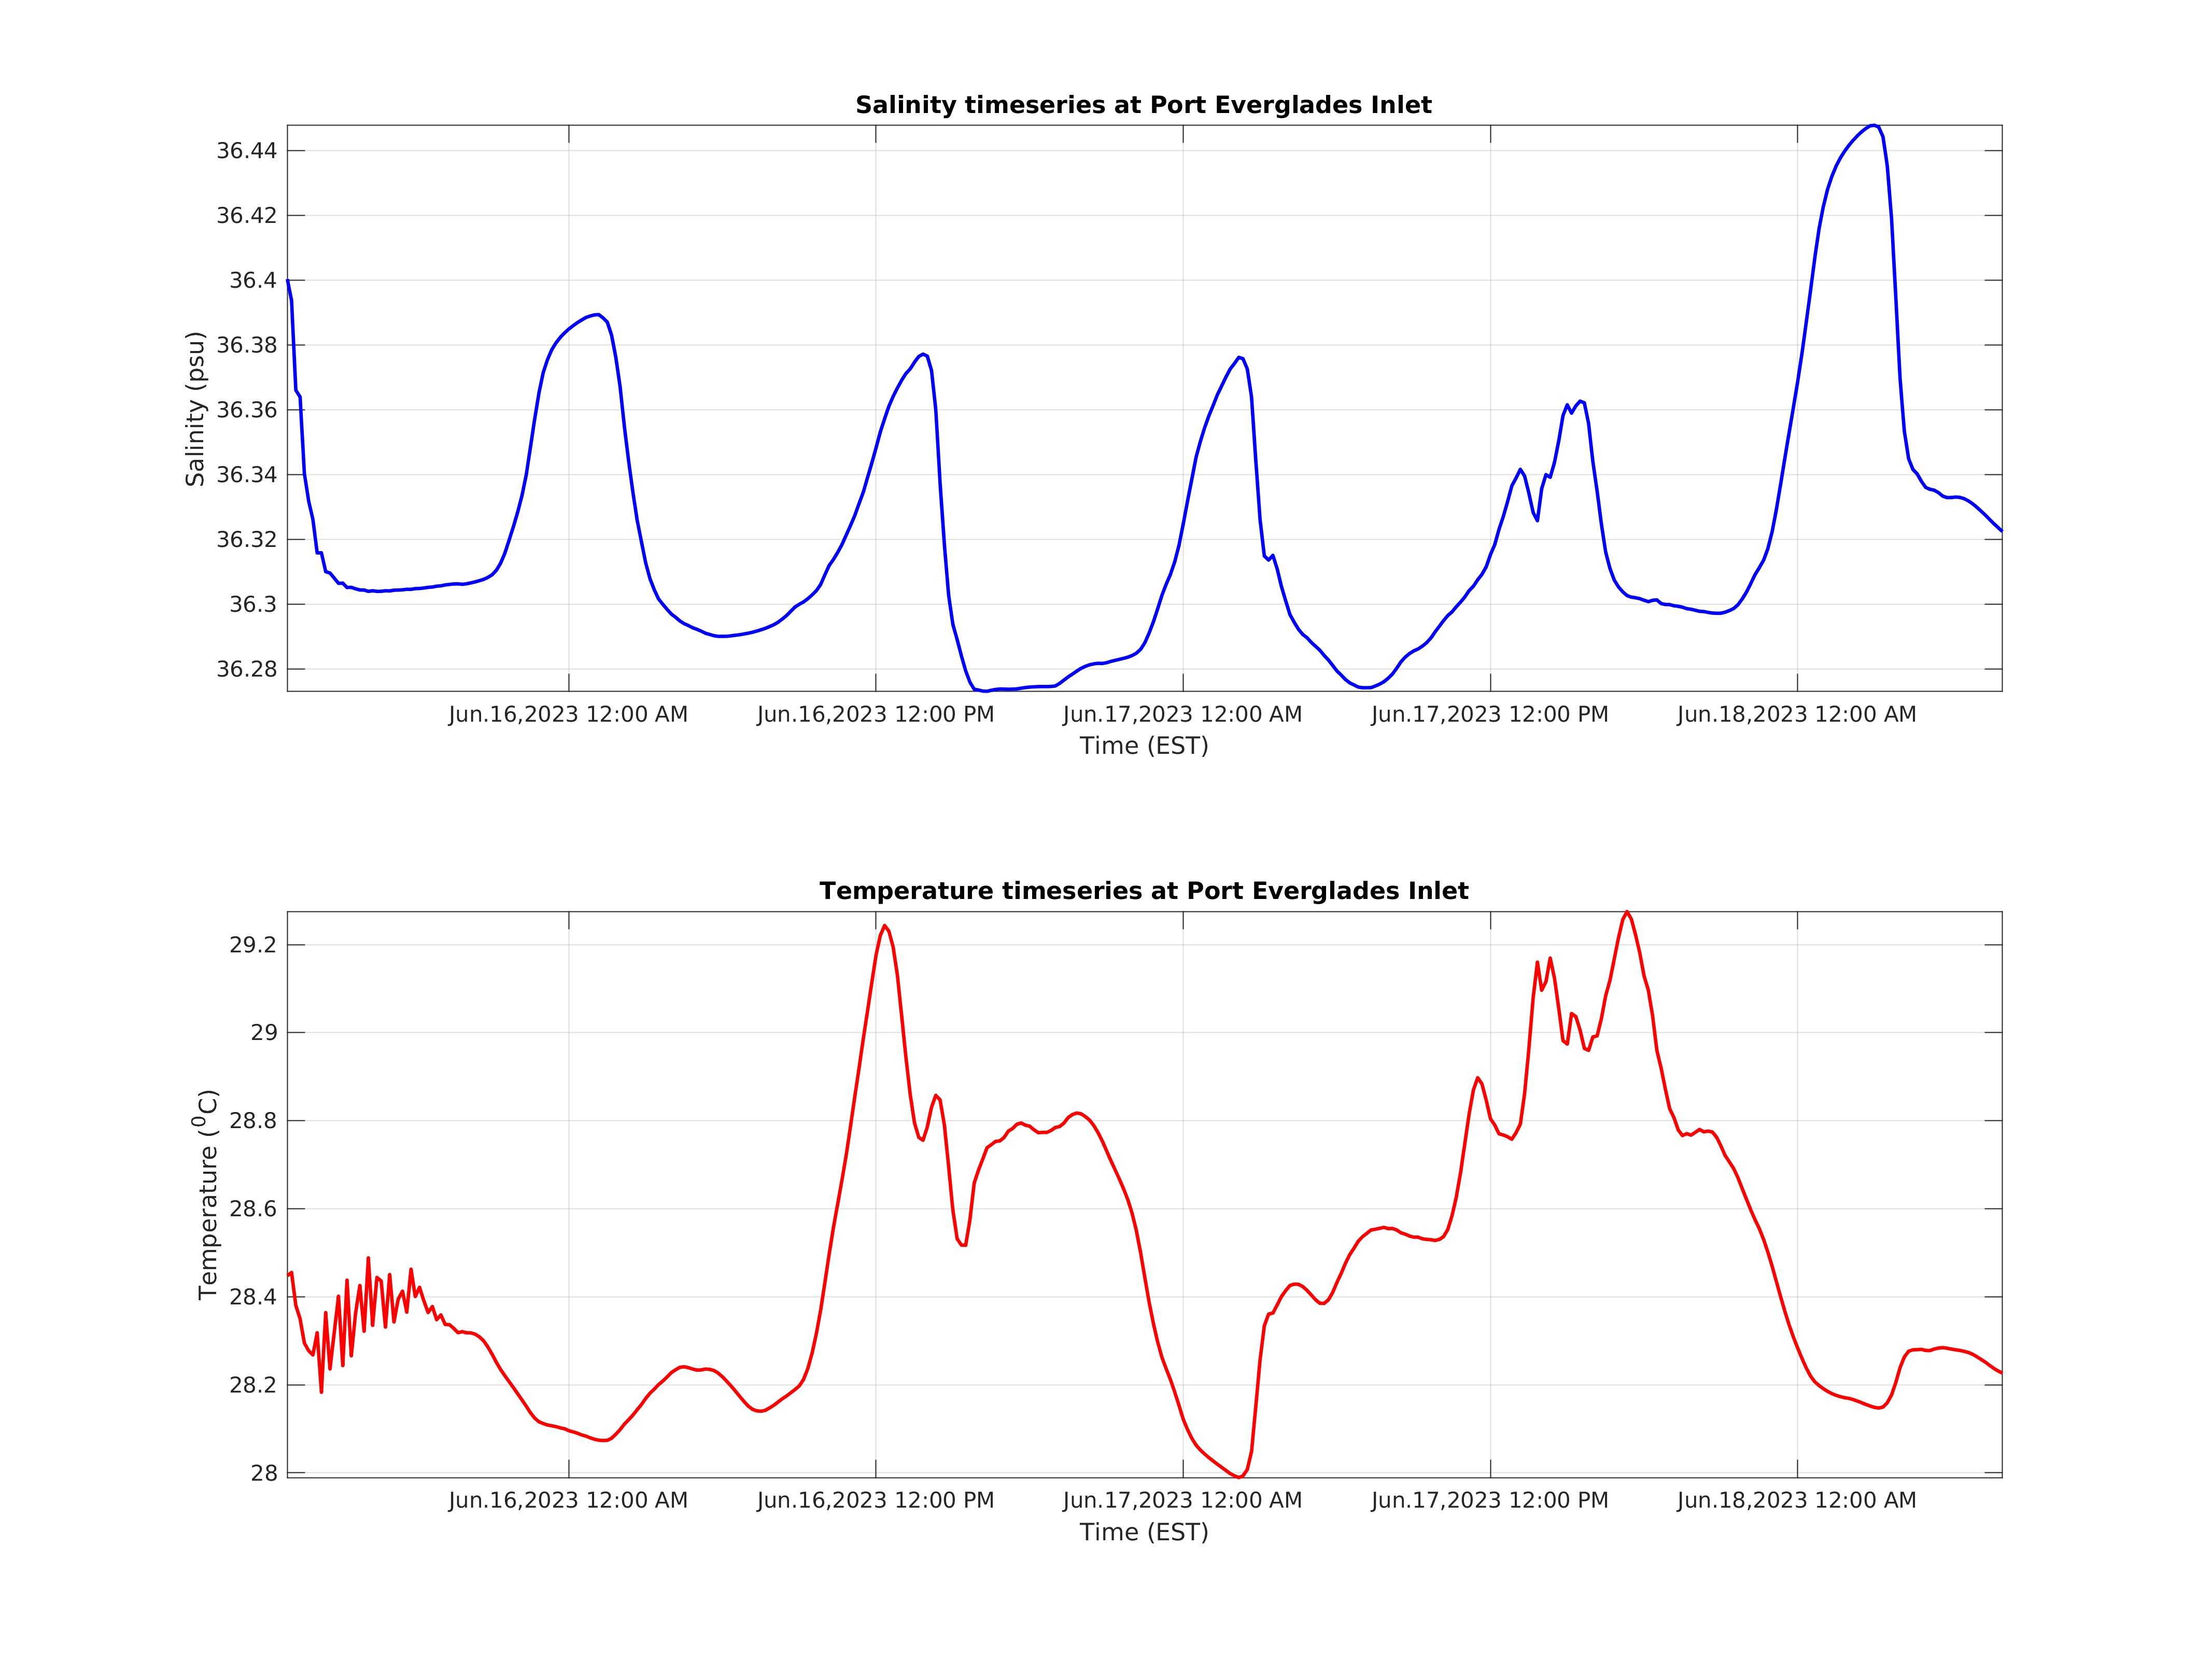 Salinity timeseries at Port Everglades Inlet
36.44
36.42
36.4
36.38
36.36
36.34
36.32
36.3
36.28
Salinity (psu)
Jun.16,2023 12:00 AM Jun.16,2023 12:00 PM Jun.17,2023 12:00 AM Jun.17,2023 12:00 PM Jun.18,2023 12:00 AM
Time (EST)
Temperature timeseries at Port Everglades Inlet
29.2
29
28.8
28.6
28.4
28.2
28
Temperature (⁰C)
Jun.16,2023 12:00 AM Jun.16,2023 12:00 PM Jun.17,2023 12:00 AM Jun.17,2023 12:00 PM Jun.18,2023 12:00 AM
Time (EST)